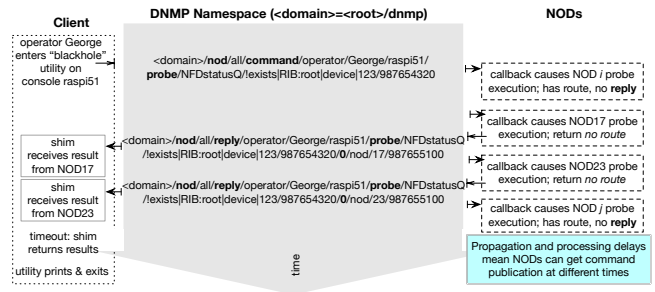 DNMP Namespace (<domain>=<root>/dnmp)
Client
NODs
operator George
enters "blackhole"
utility on
console raspi51
<domain>/nod/all/command/operator/George/raspi51/
probe/NFDstatusQ/!exists|RIB:root|device|123/987654320
callback causes NOD i probe
execution; has route, no reply
callback causes NOD17 probe
execution; return no route
shim
receives result
from NOD17
<domain>/nod/all/reply/operator/George/raspi51/probe/NFDstatusQ
/!exists|RIB:root|device|123/987654320/0/nod/17/987655100
callback causes NOD23 probe
execution; return no route
shim
receives result
from NOD23
<domain>/nod/all/reply/operator/George/raspi51/probe/NFDstatusQ
/!exists|RIB:root|device|123/987654320/0/nod/23/987655100
callback causes NOD j probe
execution; has route, no reply
timeout: shim
returns results
utility prints & exits
time
Propagation and processing delays
mean NODs can get command
publication at different times